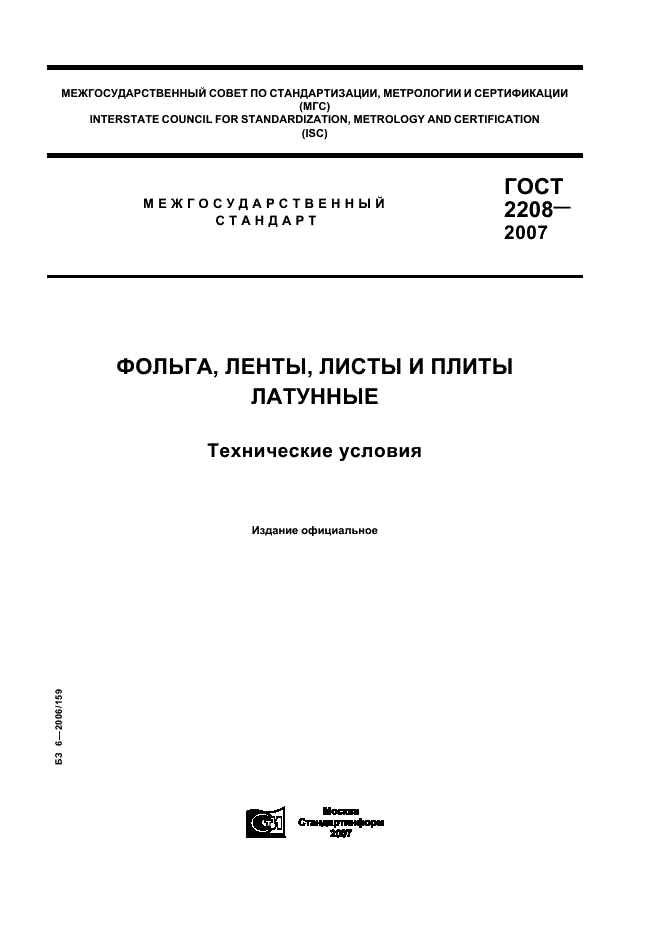 МЕЖГОСУДАРСТВЕННЫЙ СОВЕТ ПО СТАНДАРТИЗАЦИИ, МЕТРОЛОГИИ И СЕРТИФИКАЦИИ
(МГС)
INTERSTATE COUNCIL FOR STANDARDIZATION, METROLOGY AND CERTIFICATION
(ISC)
МЕЖГОСУДАРСТВЕННЫЙ
СТАНДАРТ
ГОСТ
2208—
2007
ФОЛЬГА, ЛЕНТЫ, ЛИСТЫ И ПЛИТЫ
ЛАТУННЫЕ
Технические условия
Издание официальное
БЗ 6—2006/159
Москва
Стандартинформ
2007